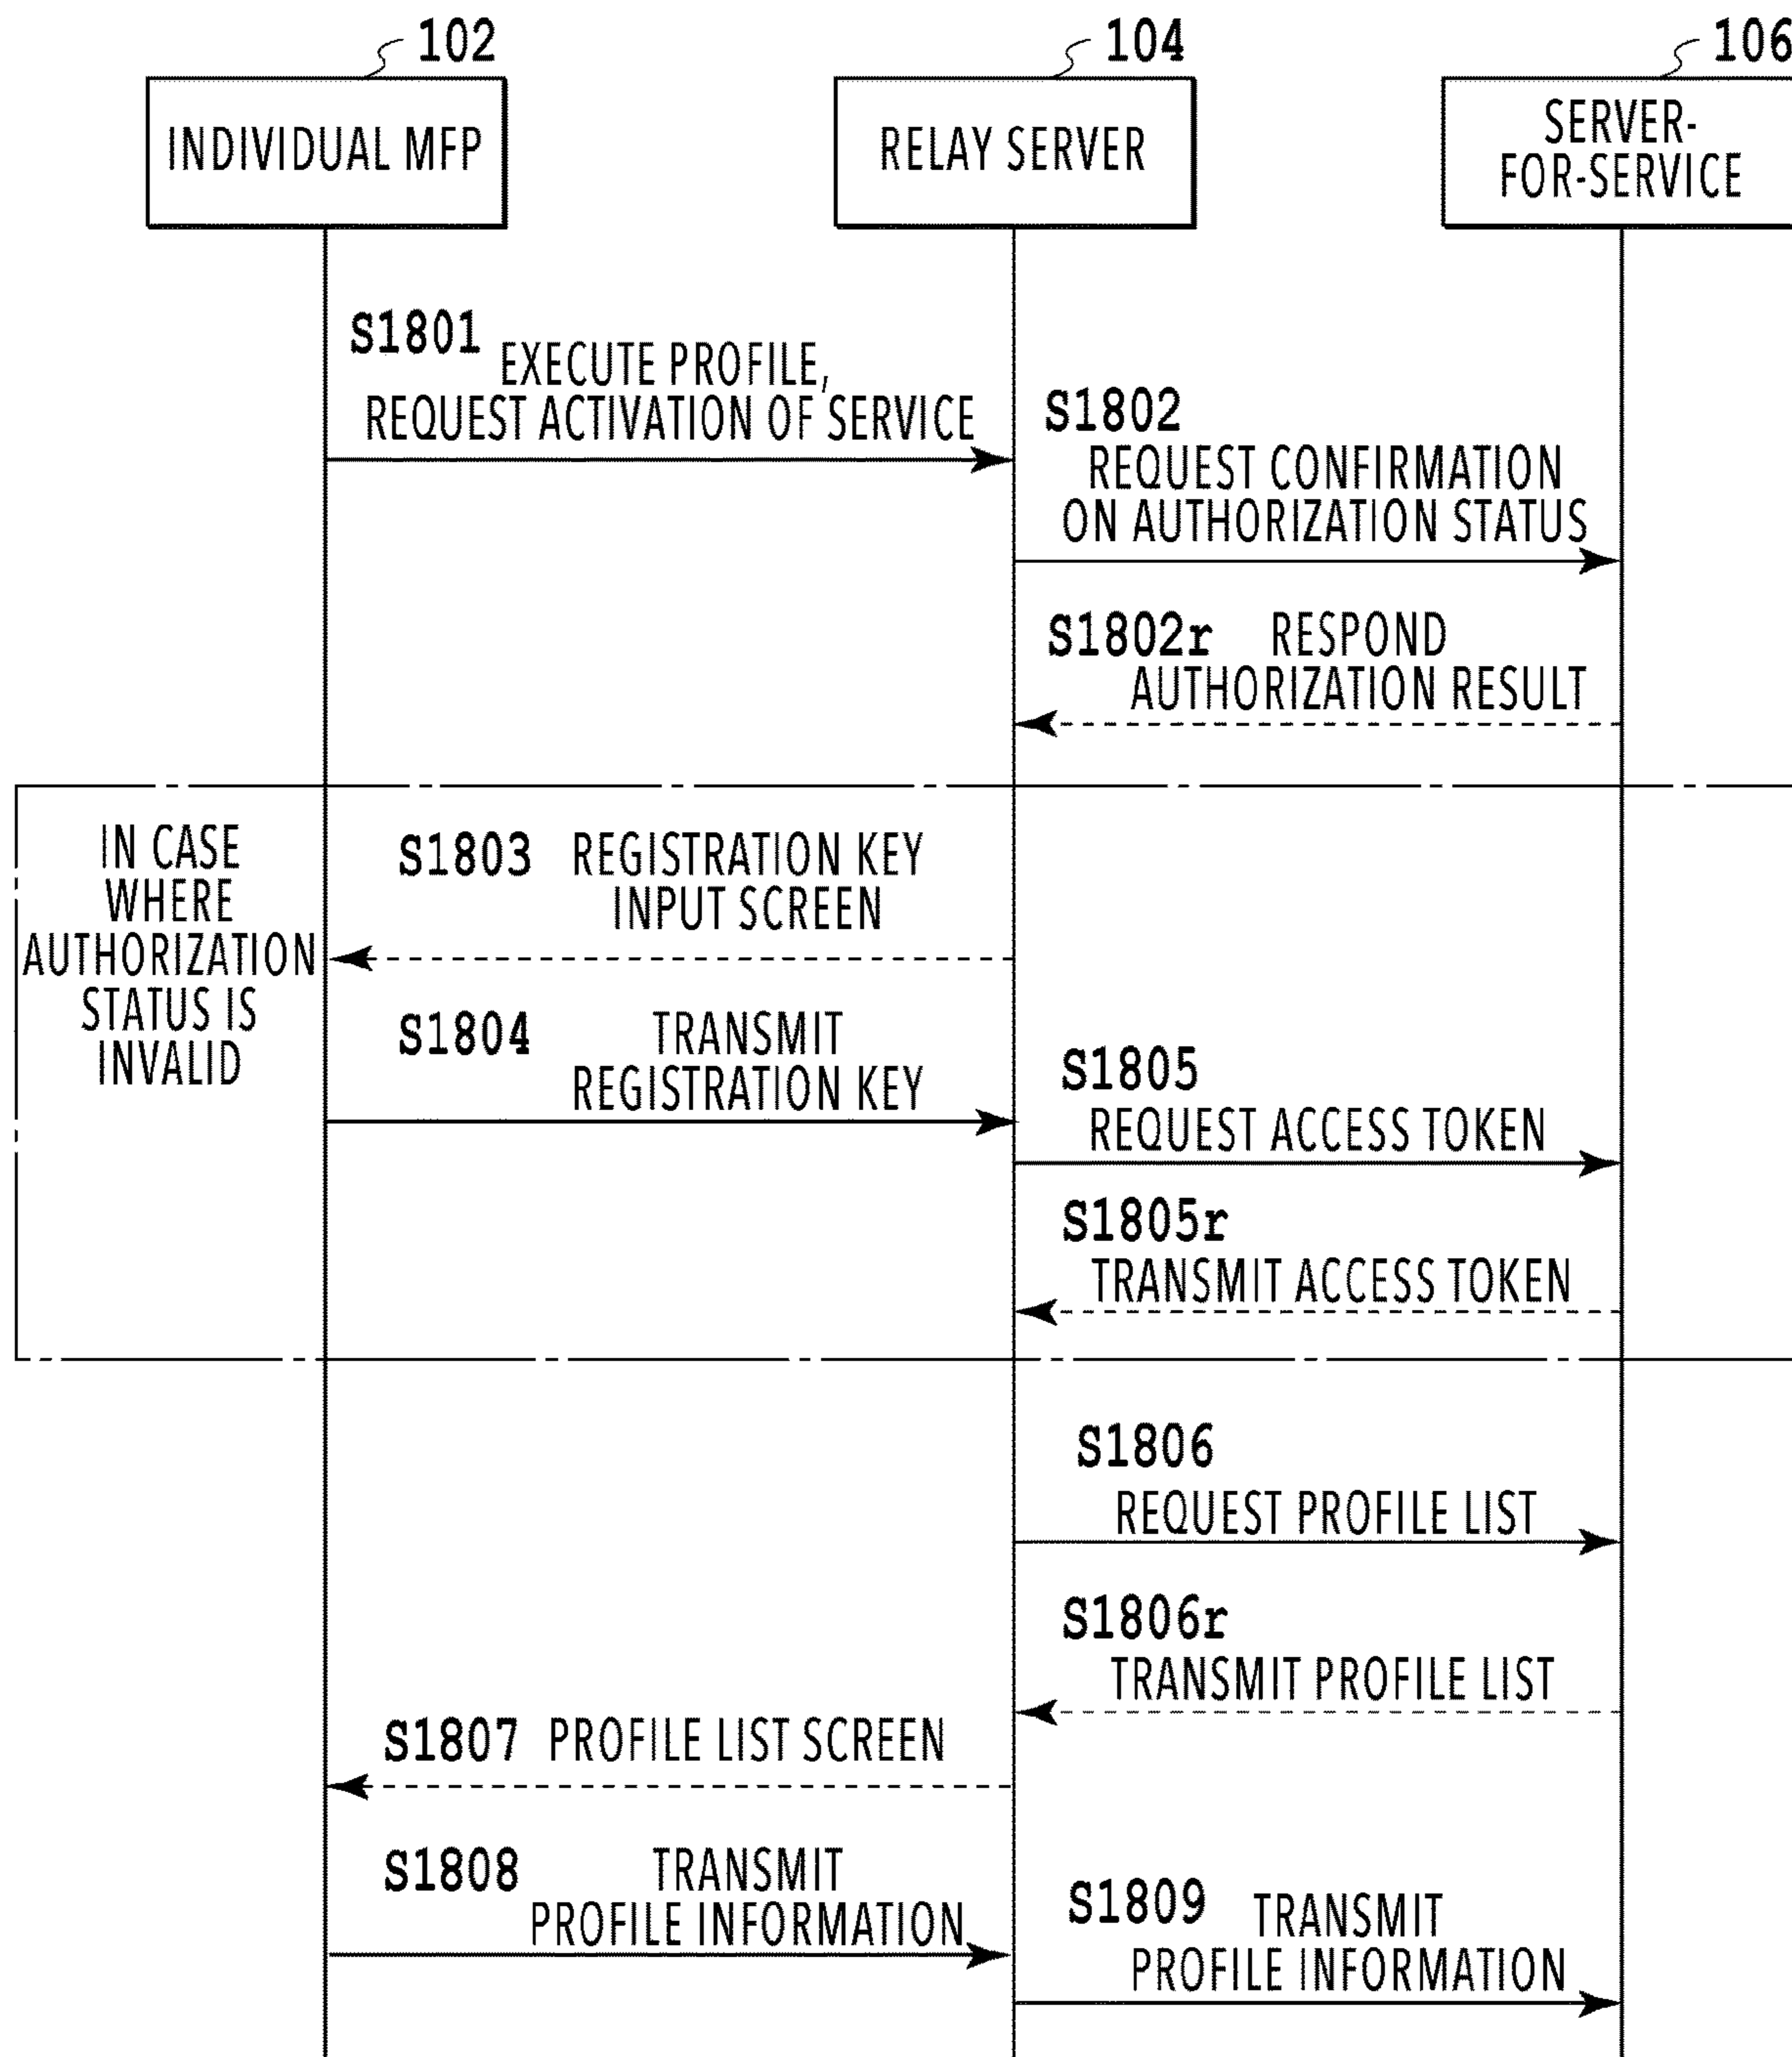 102
104
106
INDIVIDUAL MFP
RELAY SERVER
SERVER-
FOR-SERVICE
S1801
EXECUTE PROFILE,
REQUEST ACTIVATION OF SERVICE
S1802
REQUEST CONFIRMATION
ON AUTHORIZATION STATUS
S1802r RESPOND
AUTHORIZATION RESULT
IN CASE
WHERE
AUTHORIZATION
STATUS IS
INVALID
S1803 REGISTRATION KEY
INPUT SCREEN
S1804 TRANSMIT
REGISTRATION KEY
S1805
REQUEST ACCESS TOKEN
S1805r
TRANSMIT ACCESS TOKEN
S1806
REQUEST PROFILE LIST
S1806r
TRANSMIT PROFILE LIST
S1807 PROFILE LIST SCREEN
S1808 TRANSMIT
PROFILE INFORMATION
S1809 TRANSMIT
PROFILE INFORMATION